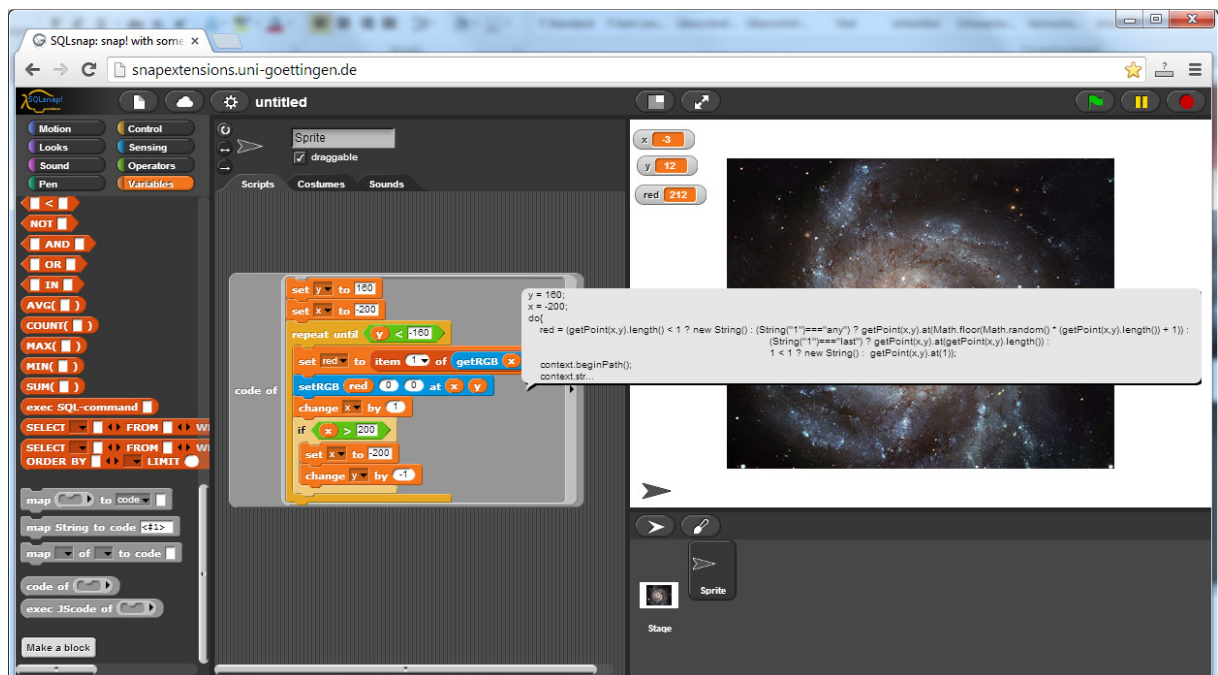 SQLsnap: snap! with some
snapextensions.uni-goettingen.de
SQLsnap!
untitled
Motion Control
Looks Sensing
Sound Operators
Pen Variables
<
NOT
AND
OR
IN
AVG( )
COUNT( )
MAX( )
MIN( )
SUM( )
exec SQL-command
SELECT FROM WI
SELECT FROM WI
ORDER BY LIMIT
map to code
map String to code <#1>
map of to code
code of
exec JScode of
Make a block
Sprite
draggable
Scripts Costumes Sounds
code of
set y to 160
set x to -200
repeat until y < -160
set red to item 1 of getRGB x
setRGB red 0 0 at x y
change x by 1
if x > 200
set x to -200
change y by -1
x -3
y 12
red 212
y = 160;
x = -200;
do{
red = (getPoint(x,y).length() < 1 ? new String() : (String("1")==="any") ? getPoint(x,y).at(Math.floor(Math.random() * (getPoint(x,y).length()) + 1)) :
(String("1")==="last") ? getPoint(x,y).at(getPoint(x,y).length()) :
1 < 1 ? new String() : getPoint(x,y).at(1));
context.beginPath();
context.str...
Stage
Sprite